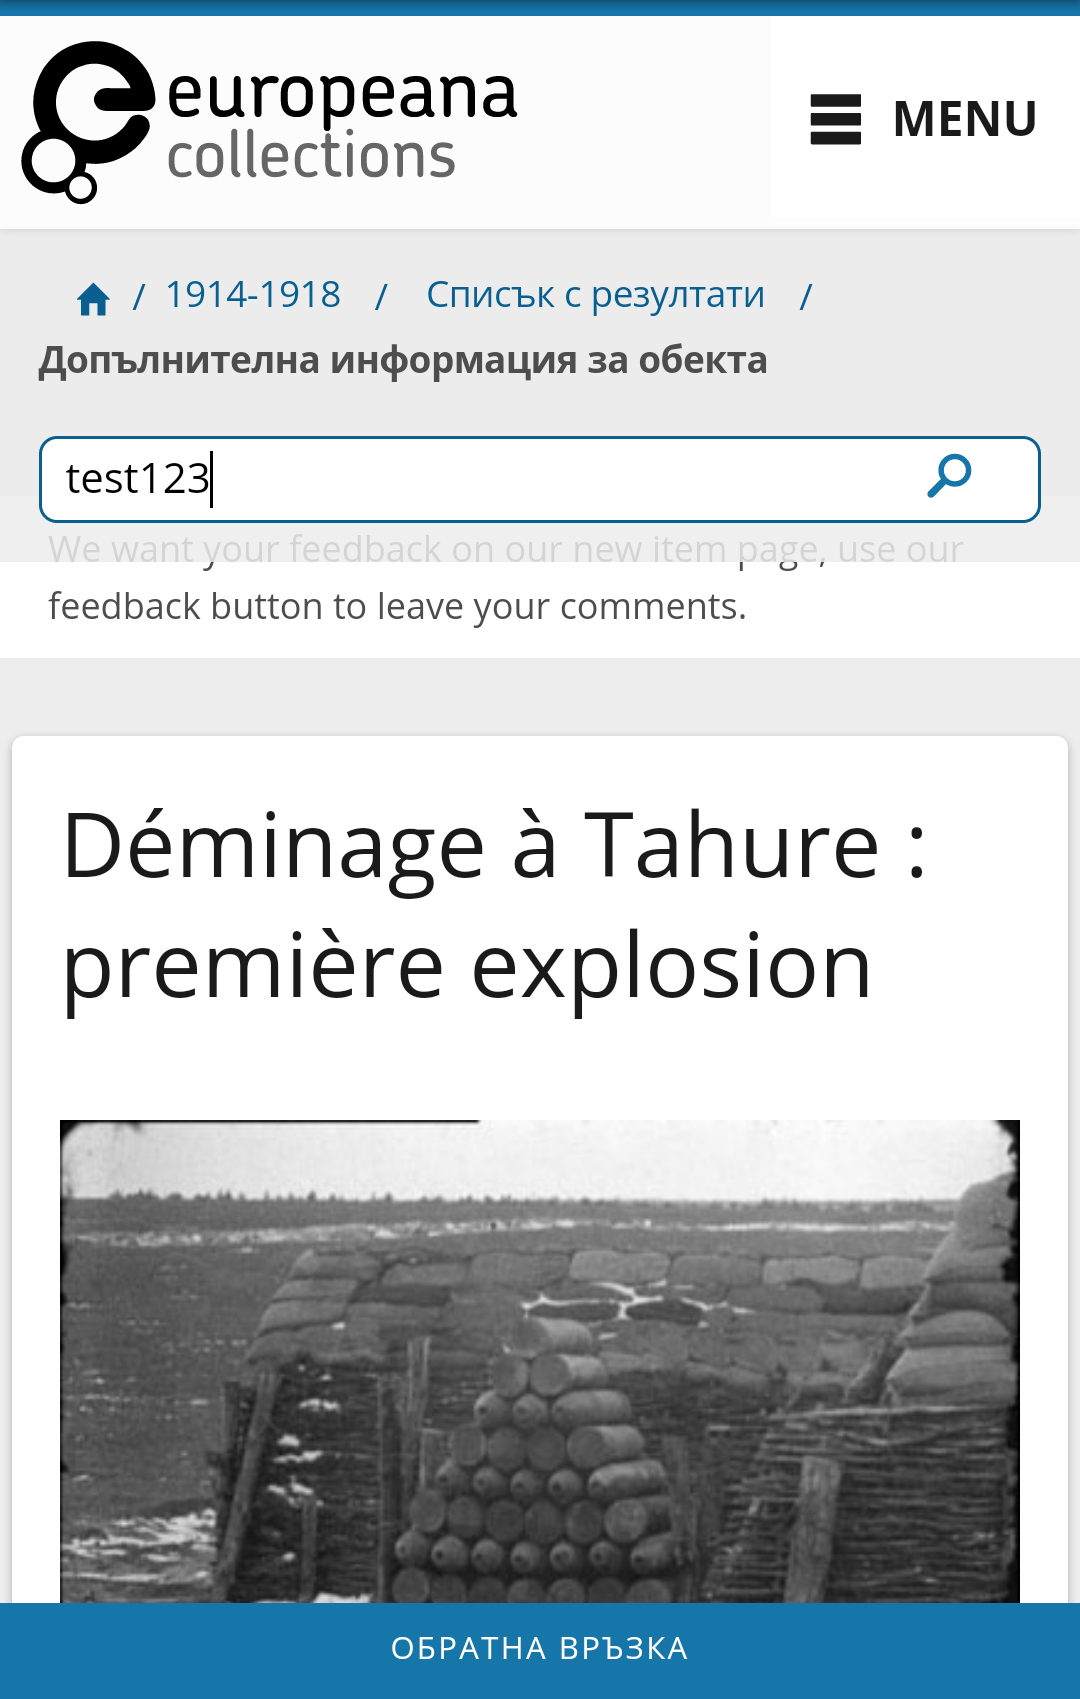 europeana
collections
MENU
/ 1914-1918 / Списък с резултати /
Допълнителна информация за обекта
test123
We want your feedback on our new item page, use our
feedback button to leave your comments.
Déminage à Tahure :
première explosion
ОБРАТНА ВРЪЗКА